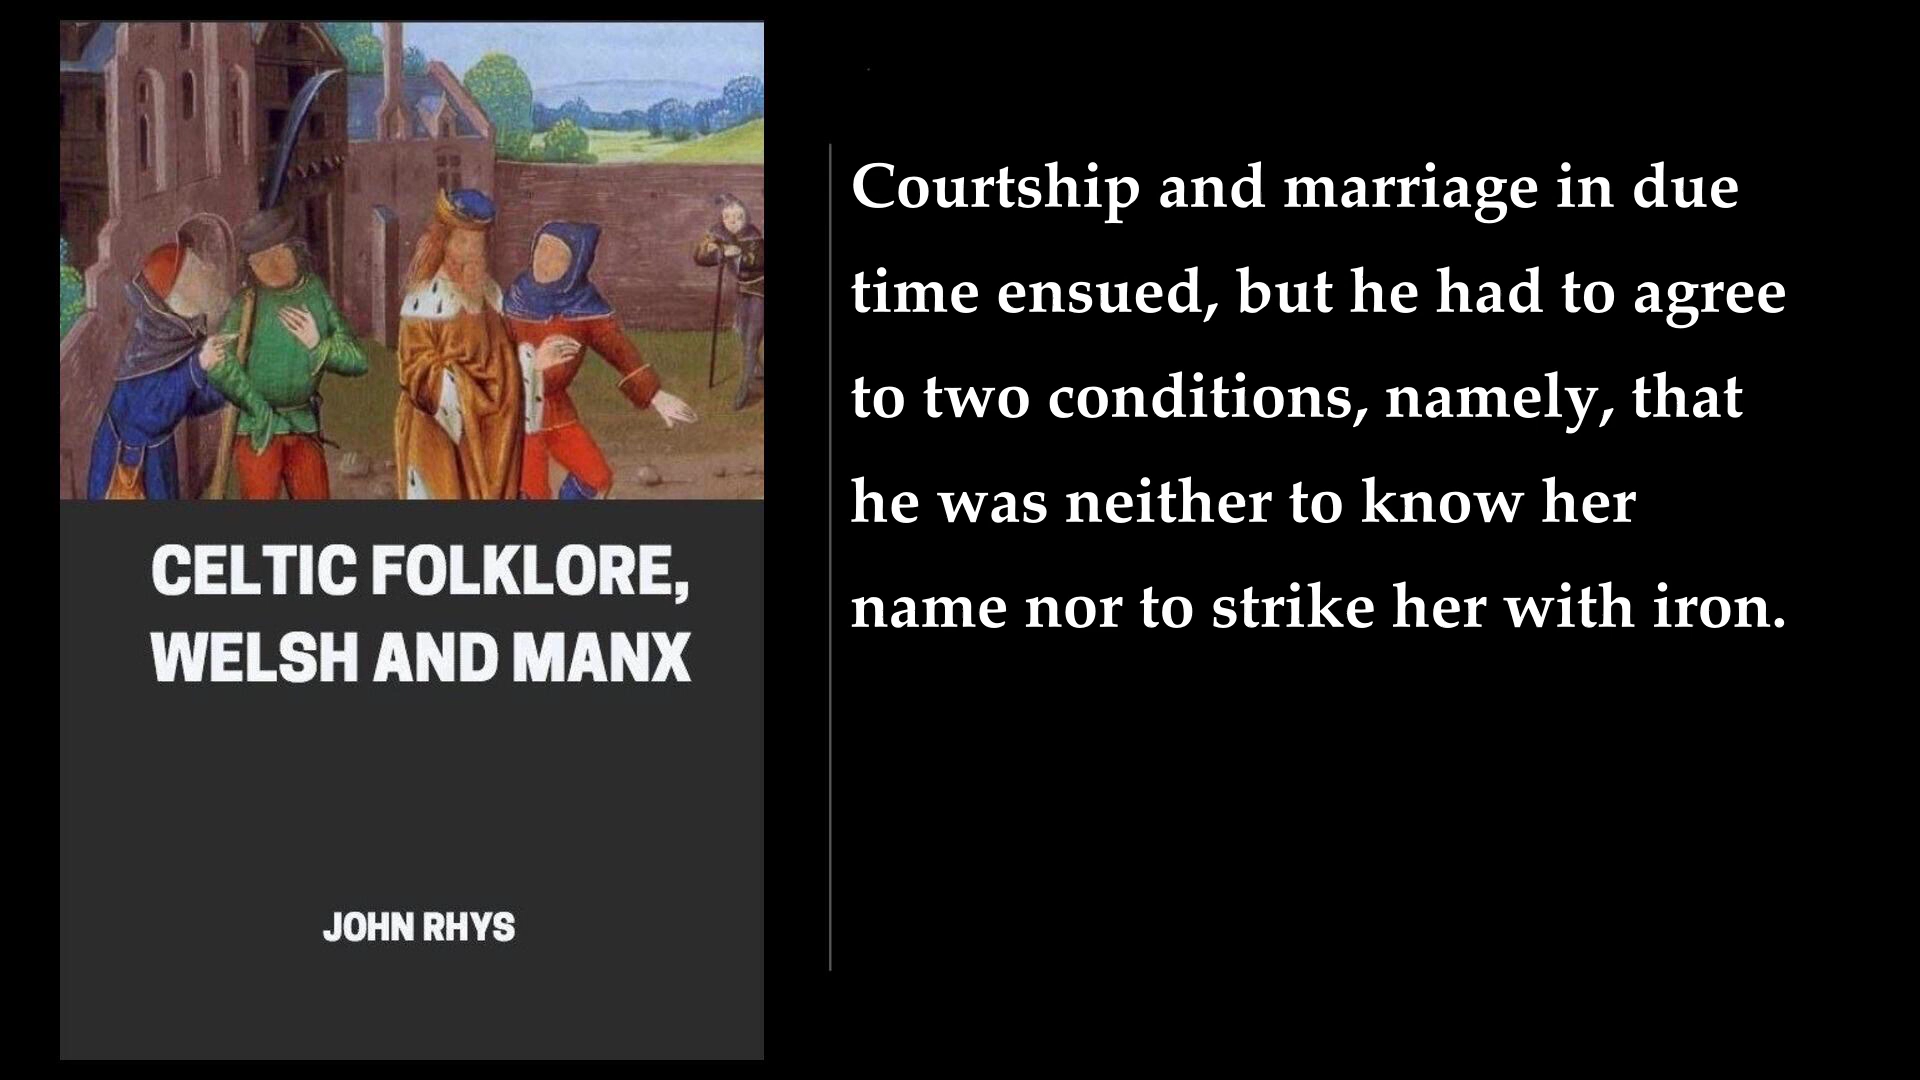 CELTIC FOLKLORE,
WELSH AND MANX
JOHN RHYS
Courtship and marriage in due
time ensued, but he had to agree
to two conditions, namely, that
he was neither to know her
name nor to strike her with iron.